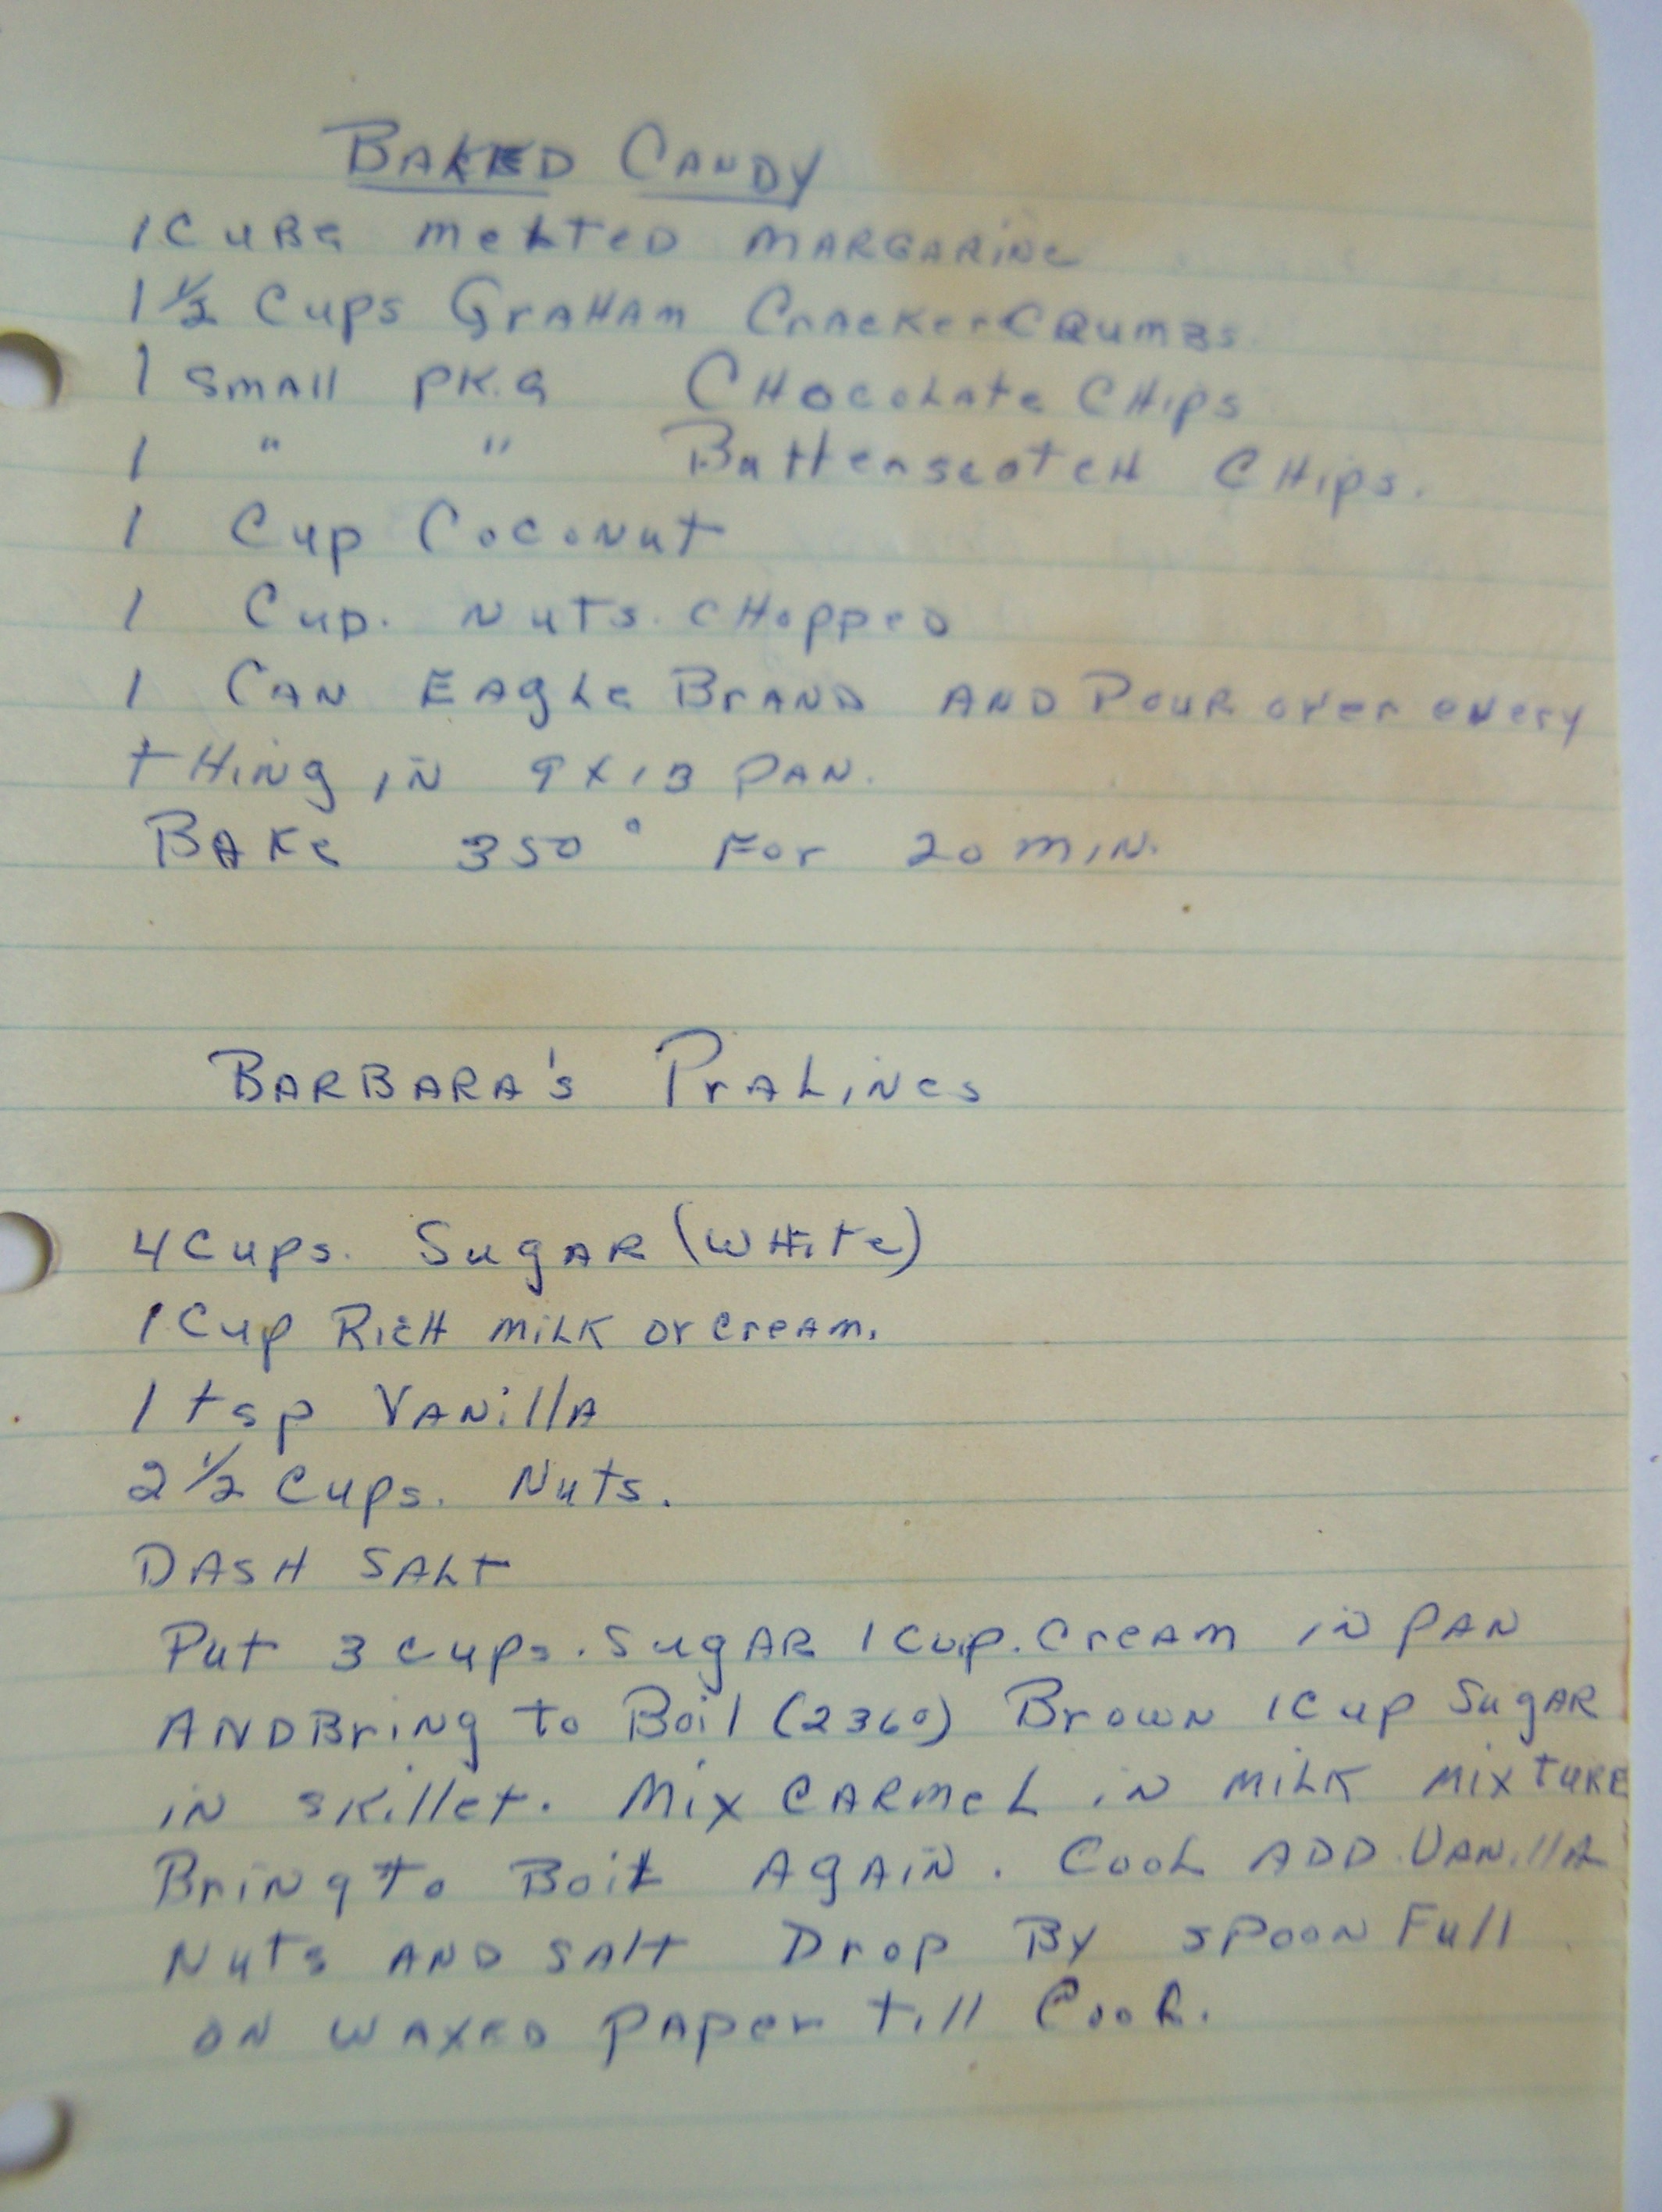 BAKED CANDY
1 CUBE MELTED MARGARINE
1 1/2 CUPS GRAHAM CRACKER CRUMBS.
1 SMALL PK.G CHOCOLATE CHIPS
1 " " BUTTERSCOTCH CHIPS.
1 CUP COCONUT
1 CUP. NUTS. CHOPPED
1 CAN EAGLE BRAND AND POUR OVER EVERY
THING IN 9X13 PAN.
BAKE 350° FOR 20 MIN.
BARBARA'S PRALINES
4 CUPS. SUGAR (WHITE)
1 CUP RICH MILK OR CREAM.
1 tsp VANILLA
2 1/2 CUPS. NUTS.
DASH SALT
PUT 3 CUPS. SUGAR 1 CUP. CREAM IN PAN
AND BRING TO BOIL (236°) BROWN 1 CUP SUGAR
IN SKILLET. MIX CARMEL IN MILK MIXTURE
BRING TO BOIL AGAIN. COOL ADD VANILLA
NUTS AND SALT DROP BY SPOON FULL
ON WAXED PAPER TILL COOL.